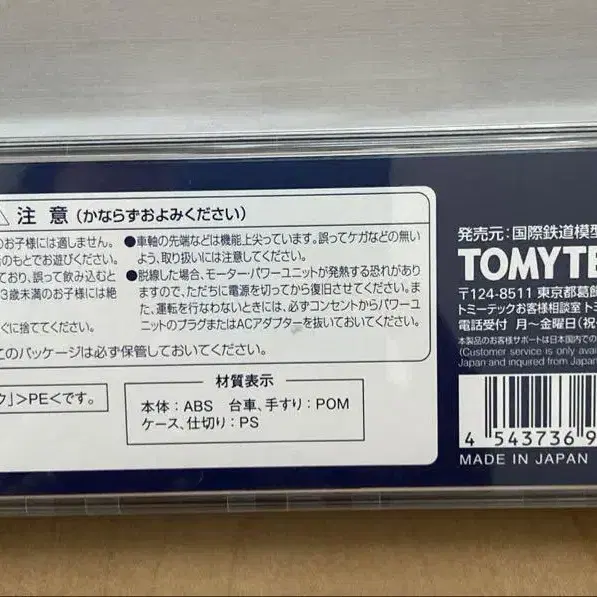 ⚠ 注 意 (かならずおよみください)
のお子様には適しません。
のもとでお遊びください。
ており、誤って飲み込むと
3歳未満のお子様には絶
ぐに捨ててください。
このパッケージは必ず保管しておいてください。
●車軸の先端などは機能上尖っています。誤ってケガなどの無い
よう、取り扱いには注意してください。
●脱線した場合、モーター・パワーユニットが発熱する恐れがあり
ますので、ただちに電源を切ってから復旧させてください。ま
た、運転を行なわないときには、必ずコンセントからパワーユ
ニットのプラグまたはACアダプターを抜いておいてください。
ク」>PE<です。
材質表示
本体：ABS 台車、手すり：POM
ケース、仕切り：PS
発売元：国際鉄道模型
TOMYTE
〒124-8511 東京都葛飾
トミーテックお客様相談室 トミ
電話受付 月～金曜日(祝
本製品のお客様サポートは日本国内での
(Customer service is only avai
Japan and inquired from Japan
4 543736 9
MADE IN JAPAN